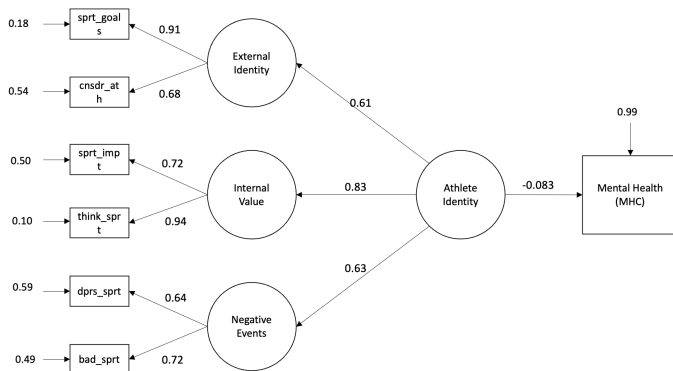 0.18
sprt_goal
s
0.91
External
Identity
0.54
cnsdr_at
h
0.68
0.61
0.99
0.50
sprt_imp
t
0.72
Internal
Value
0.83
Athlete
Identity
-0.083
Mental Health
(MHC)
0.10
think_spr
t
0.94
0.63
0.59
dprs_sprt
0.64
Negative
Events
0.49
bad_sprt
0.72